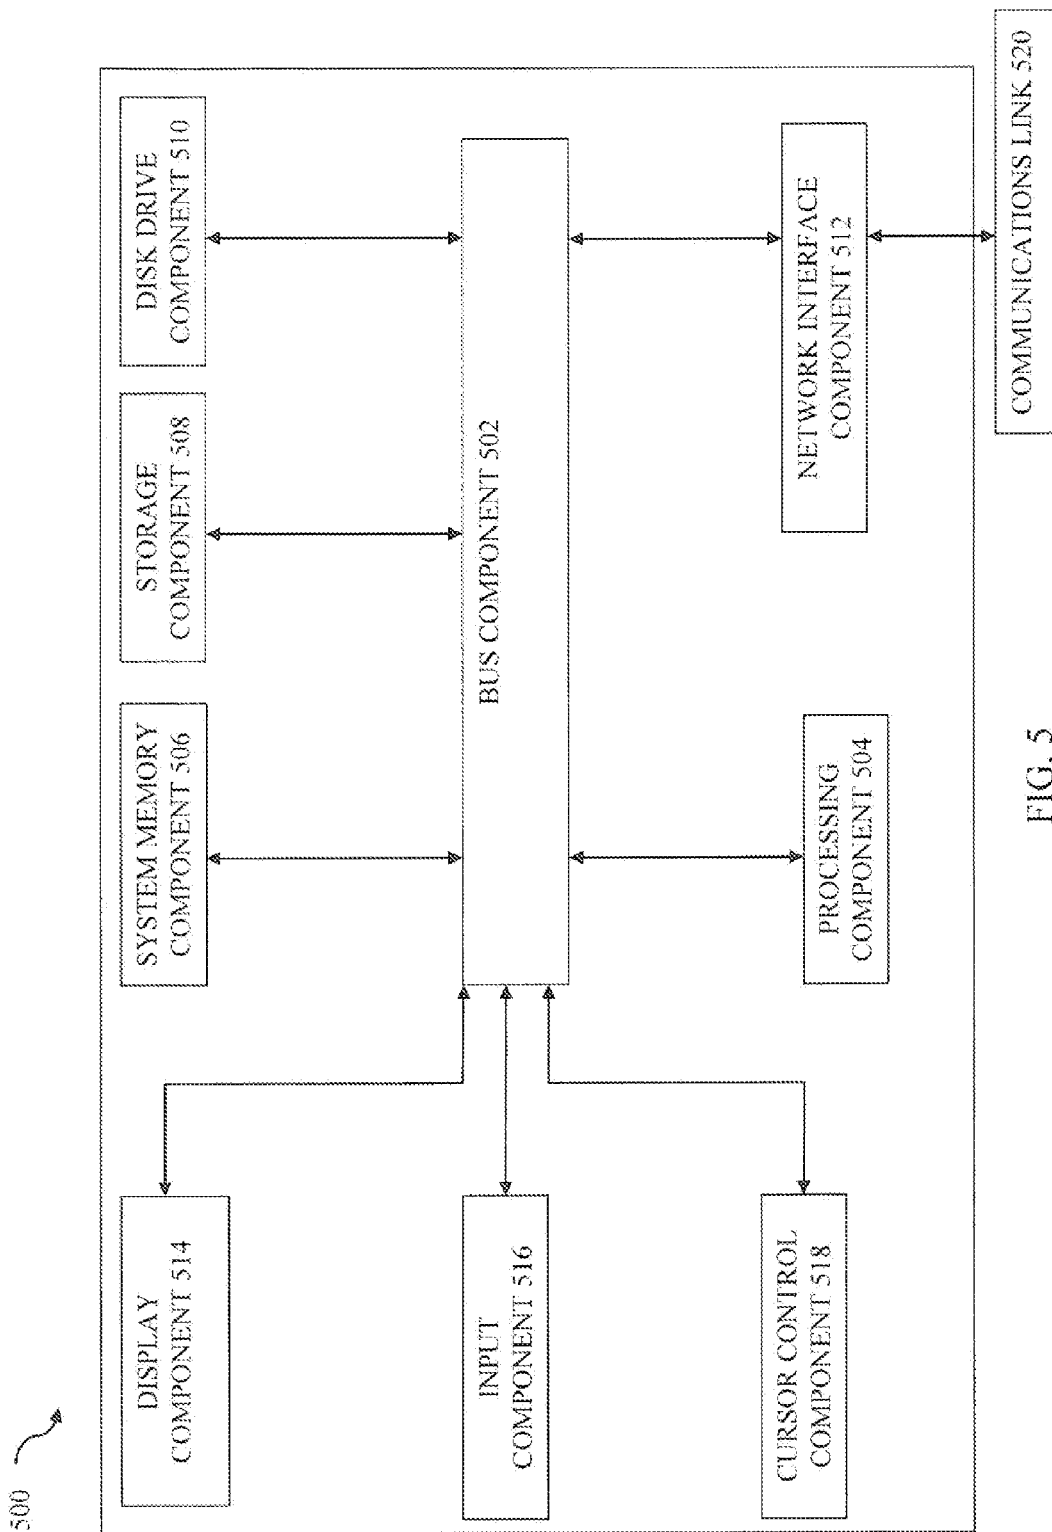 500
DISPLAY
COMPONENT 514
SYSTEM MEMORY
COMPONENT 506
STORAGE
COMPONENT 508
DISK DRIVE
COMPONENT 510
INPUT
COMPONENT 516
BUS COMPONENT 502
CURSOR CONTROL
COMPONENT 518
PROCESSING
COMPONENT 504
NETWORK INTERFACE
COMPONENT 512
COMMUNICATIONS LINK 520
FIG. 5